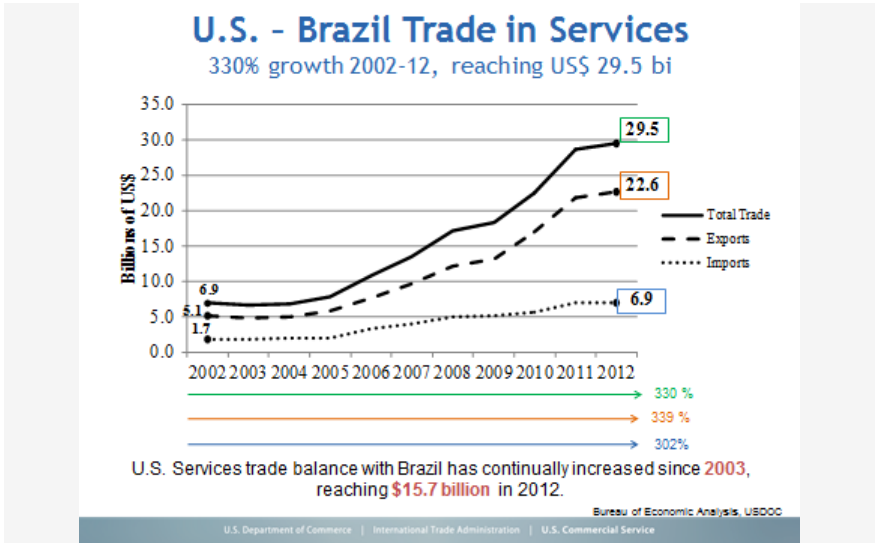 U.S. – Brazil Trade in Services
330% growth 2002-12, reaching US$ 29.5 bi
Billions of US$
35.0
30.0
25.0
20.0
15.0
10.0
5.0
0.0
29.5
22.6
6.9
6.9
5.1
1.7
Total Trade
Exports
Imports
2002 2003 2004 2005 2006 2007 2008 2009 2010 2011 2012
330 %
339 %
302%
U.S. Services trade balance with Brazil has continually increased since 2003,
reaching $15.7 billion in 2012.
Bureau of Economic Analysis, USDOC
U.S. Department of Commerce | International Trade Administration | U.S. Commercial Service